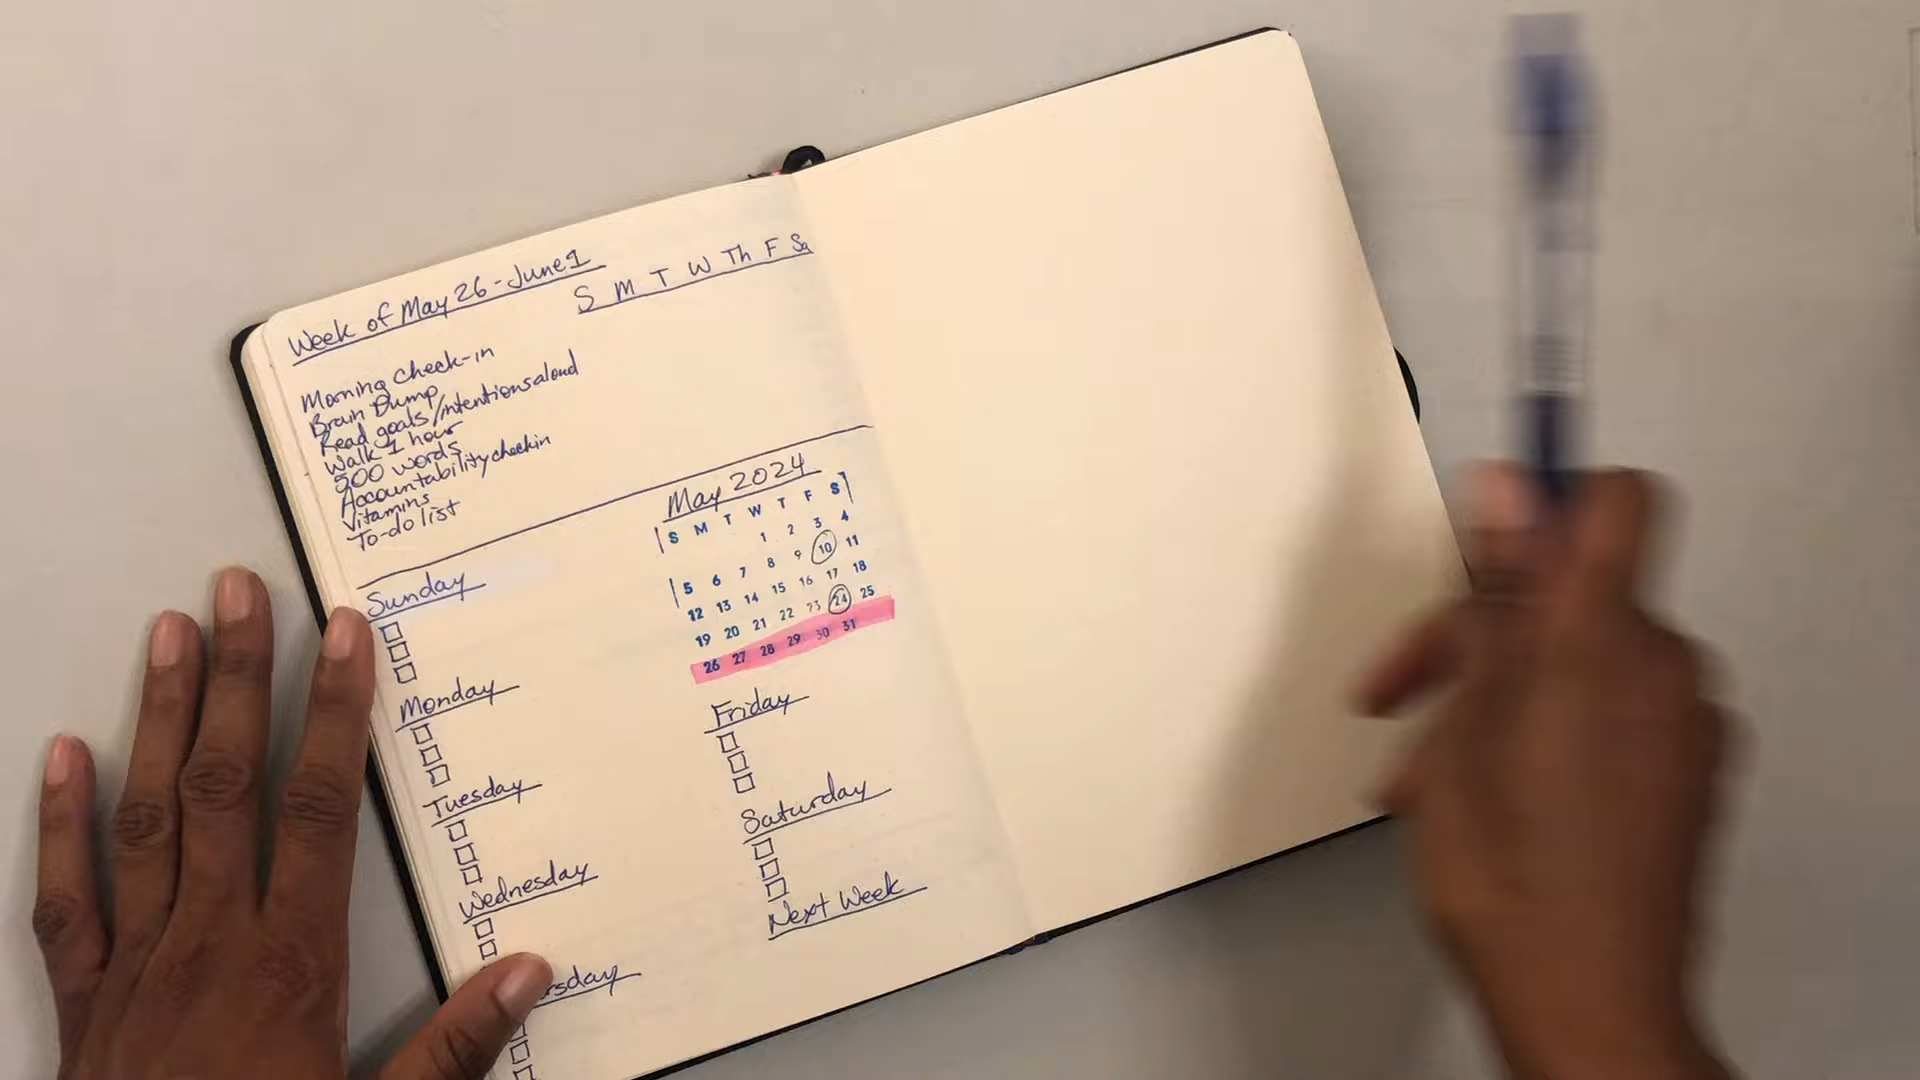 Week of May 26 - June 1
S M T W Th F Sa
Morning Check-in
Brain Dump
Read goals/intentions aloud
Walk 1 hour
500 words
Accountability checkin
Vitamins
To-do list
May 2024
S M T W T F S
1 2 3 4
5 6 7 8 9 10 11
12 13 14 15 16 17 18
19 20 21 22 23 24 25
26 27 28 29 30 31
Sunday
Monday
Tuesday
Wednesday
rsday
Friday
Saturday
Next Week